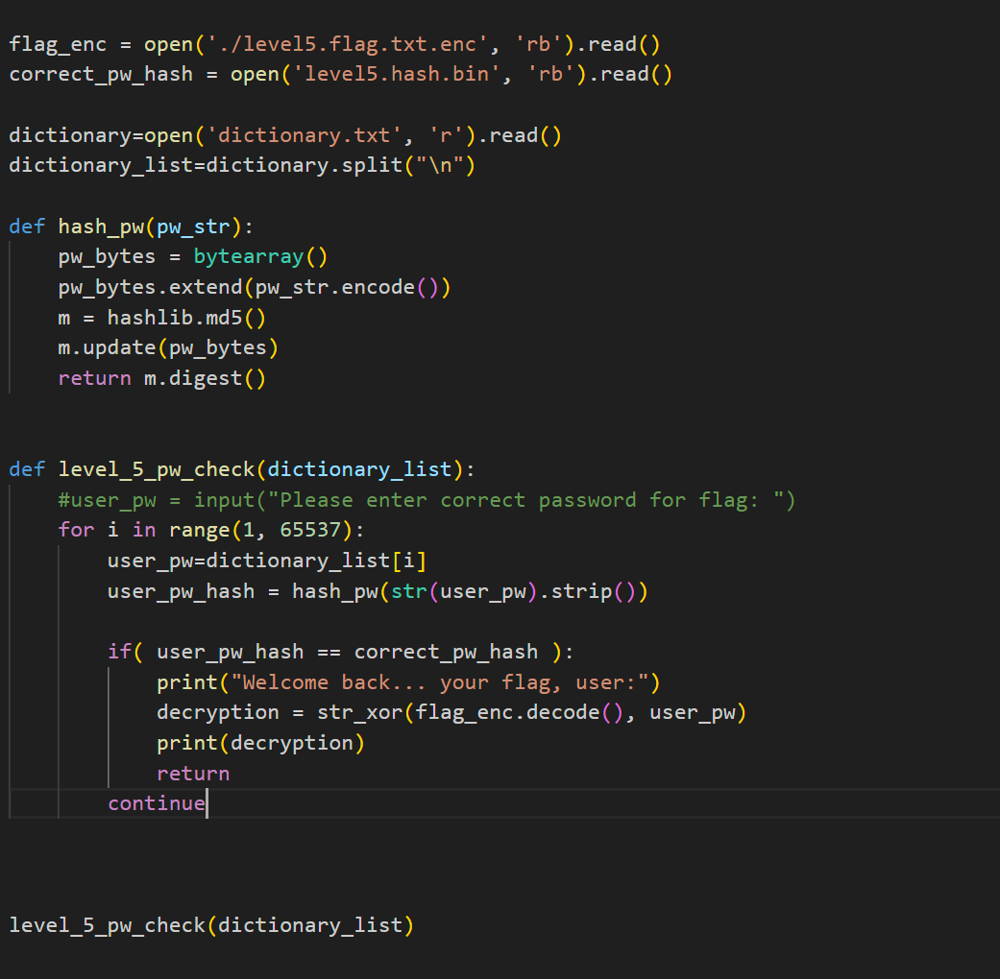 flag_enc = open('./level5.flag.txt.enc', 'rb').read()
correct_pw_hash = open('level5.hash.bin', 'rb').read()
dictionary=open('dictionary.txt', 'r').read()
dictionary_list=dictionary.split("\n")
def hash_pw(pw_str):
    pw_bytes = bytearray()
    pw_bytes.extend(pw_str.encode())
    m = hashlib.md5()
    m.update(pw_bytes)
    return m.digest()
def level_5_pw_check(dictionary_list):
    #user_pw = input("Please enter correct password for flag: ")
    for i in range(1, 65537):
        user_pw=dictionary_list[i]
        user_pw_hash = hash_pw(str(user_pw).strip())
        if( user_pw_hash == correct_pw_hash ):
            print("Welcome back... your flag, user:")
            decryption = str_xor(flag_enc.decode(), user_pw)
            print(decryption)
            return
        continue
level_5_pw_check(dictionary_list)